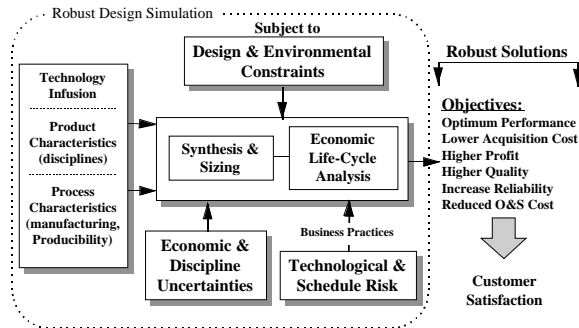 Robust Design Simulation
Subject to
Design & Environmental
Constraints
Technology
Infusion
Product
Characteristics
(disciplines)
Process
Characteristics
(manufacturing,
Producibility)
Synthesis &
Sizing
Economic
Life-Cycle
Analysis
Economic &
Discipline
Uncertainties
Business Practices
Technological &
Schedule Risk
Robust Solutions
Objectives:
Optimum Performance
Lower Acquisition Cost
Higher Profit
Higher Quality
Increase Reliability
Reduced O&S Cost
Customer
Satisfaction